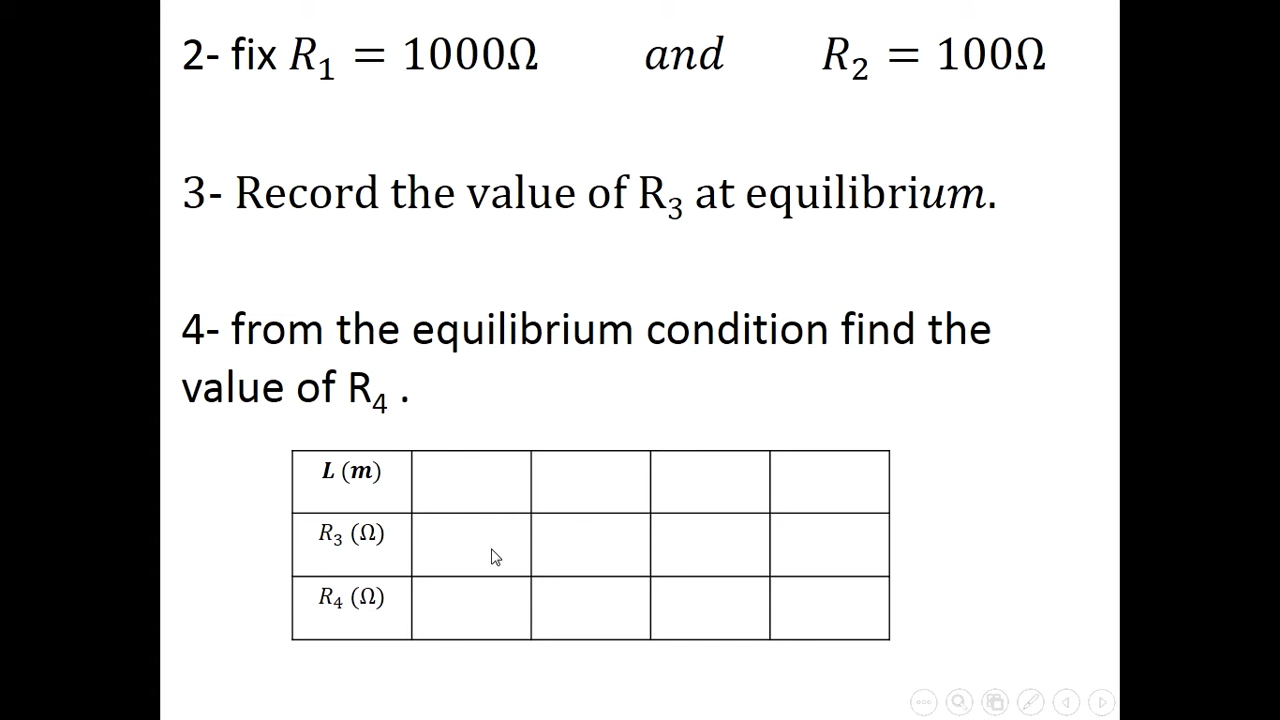 2- fix R₁ = 1000Ω and R₂ = 100Ω
3- Record the value of R₃ at equilibrium.
4- from the equilibrium condition find the
value of R₄ .
L (m)
R₃ (Ω)
R₄ (Ω)